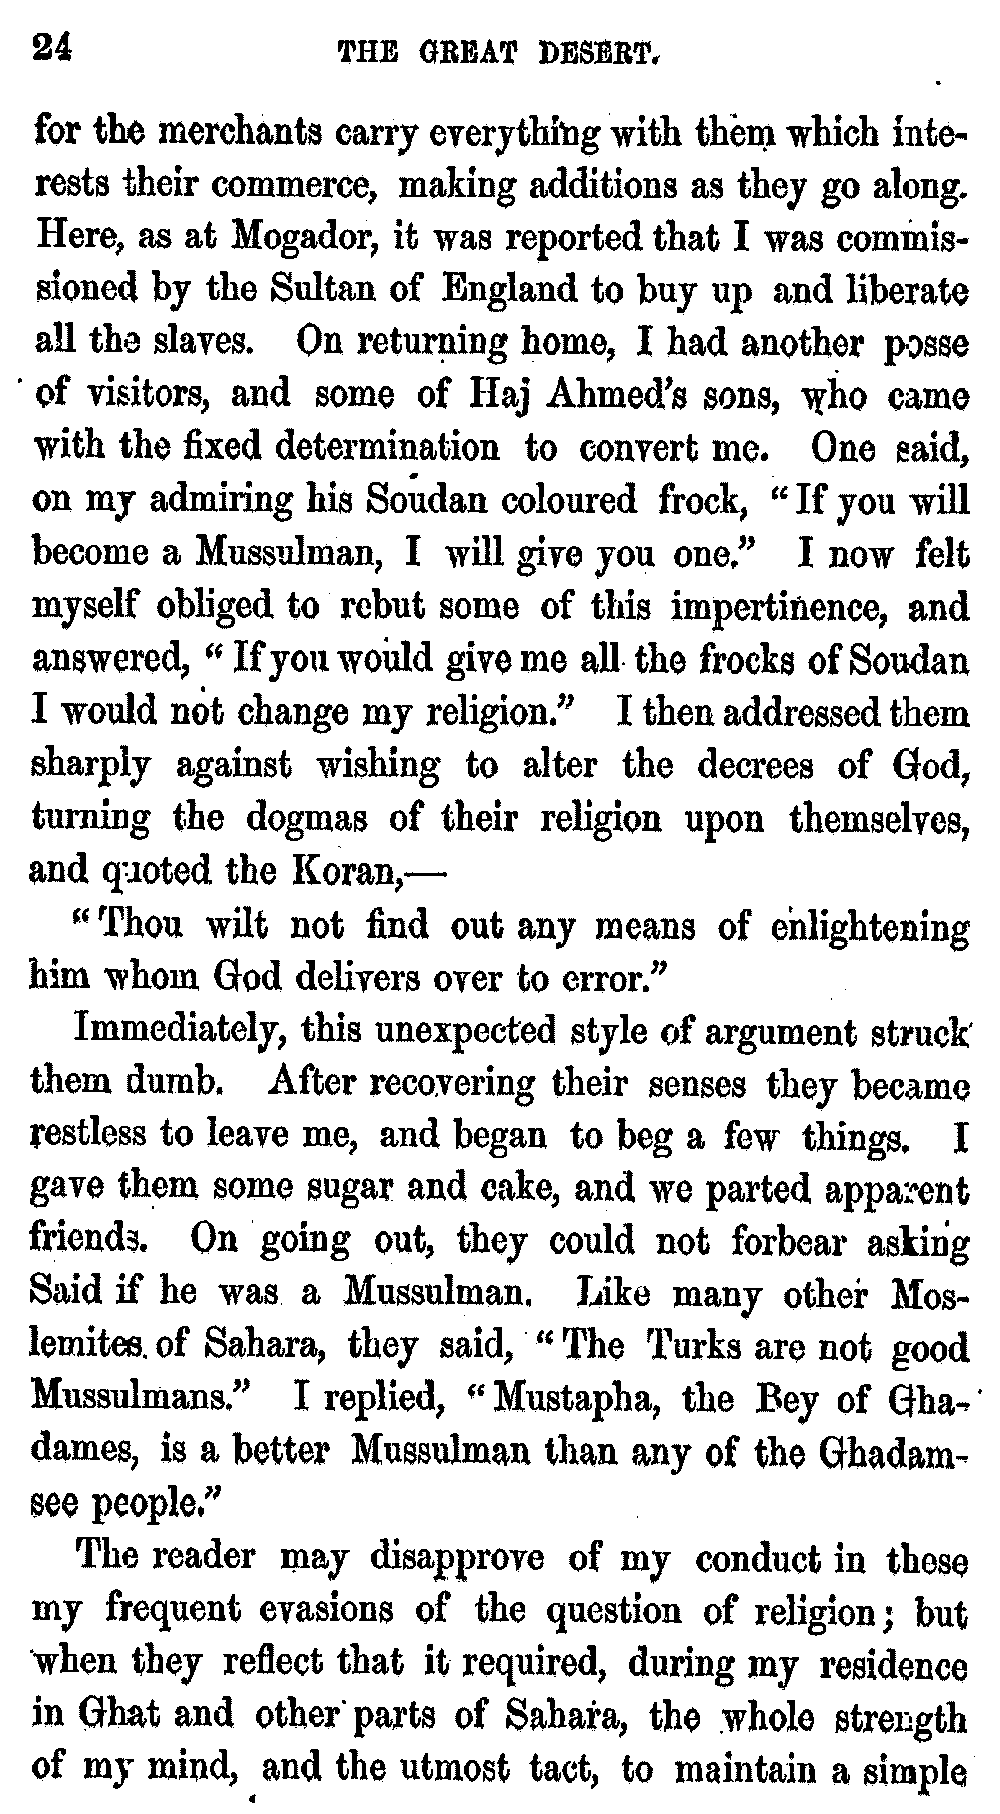 24 THE GREAT DESERT.
for the merchants carry everything with them which inte-
rests their commerce, making additions as they go along.
Here, as at Mogador, it was reported that I was commis-
sioned by the Sultan of England to buy up and liberate
all the slaves. On returning home, I had another posse
of visitors, and some of Haj Ahmed's sons, who came
with the fixed determination to convert me. One said,
on my admiring his Soudan coloured frock, "If you will
become a Mussulman, I will give you one." I now felt
myself obliged to rebut some of this impertinence, and
answered, "If you would give me all the frocks of Soudan
I would not change my religion." I then addressed them
sharply against wishing to alter the decrees of God,
turning the dogmas of their religion upon themselves,
and quoted the Koran,—
"Thou wilt not find out any means of enlightening
him whom God delivers over to error."
Immediately, this unexpected style of argument struck
them dumb. After recovering their senses they became
restless to leave me, and began to beg a few things. I
gave them some sugar and cake, and we parted apparent
friends. On going out, they could not forbear asking
Said if he was a Mussulman. Like many other Mos-
lemites of Sahara, they said, "The Turks are not good
Mussulmans." I replied, "Mustapha, the Bey of Gha-
dames, is a better Mussulman than any of the Ghadam-
see people."
The reader may disapprove of my conduct in these
my frequent evasions of the question of religion; but
when they reflect that it required, during my residence
in Ghat and other parts of Sahara, the whole strength
of my mind, and the utmost tact, to maintain a simple